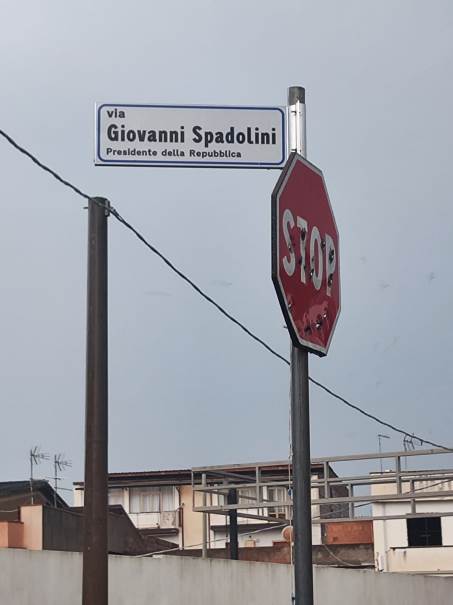 via
Giovanni Spadolini
Presidente della Repubblica
STOP